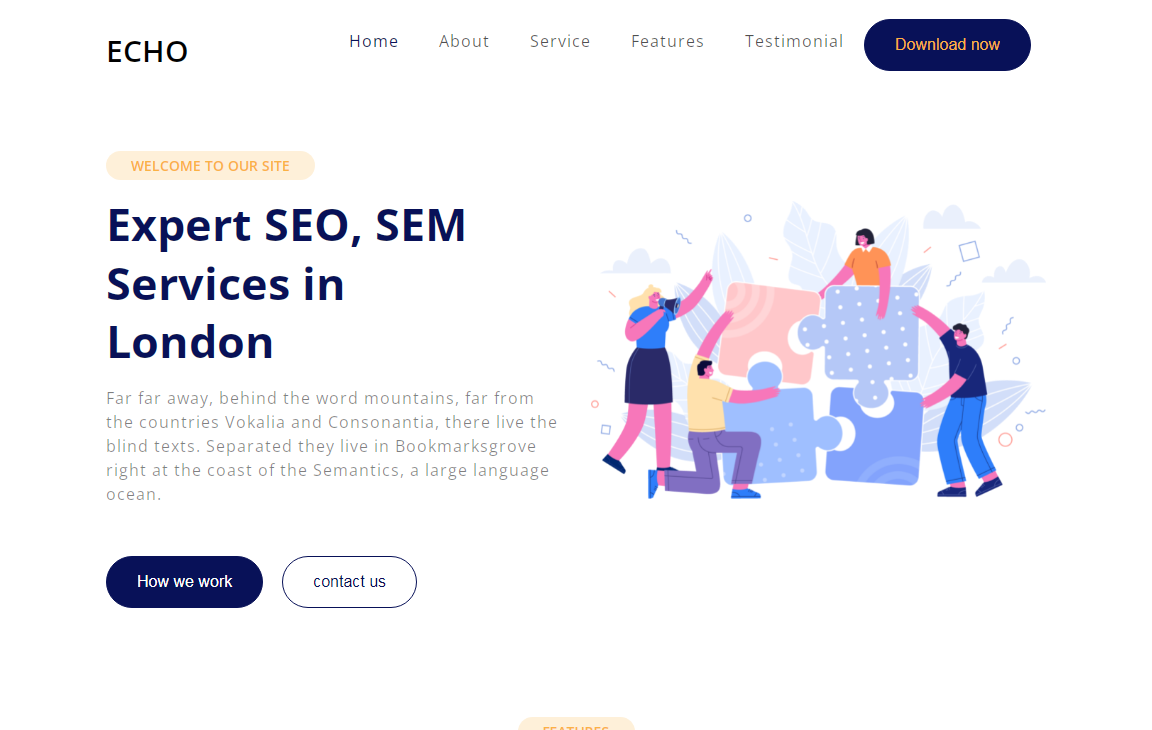 ECHO
Home About Service Features Testimonial Download now
WELCOME TO OUR SITE
Expert SEO, SEM
Services in
London
Far far away, behind the word mountains, far from
the countries Vokalia and Consonantia, there live the
blind texts. Separated they live in Bookmarksgrove
right at the coast of the Semantics, a large language
ocean.
How we work contact us
FEATURES